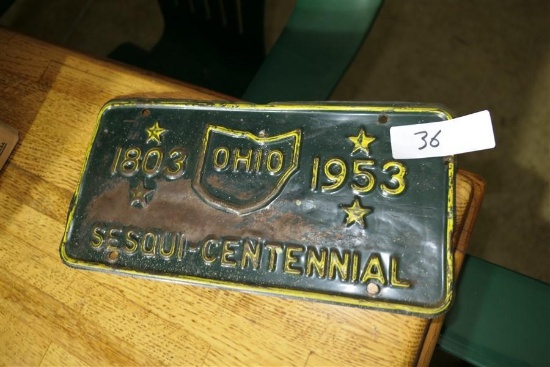 36
1803 OHIO 1953
SESQUI-CENTENNIAL